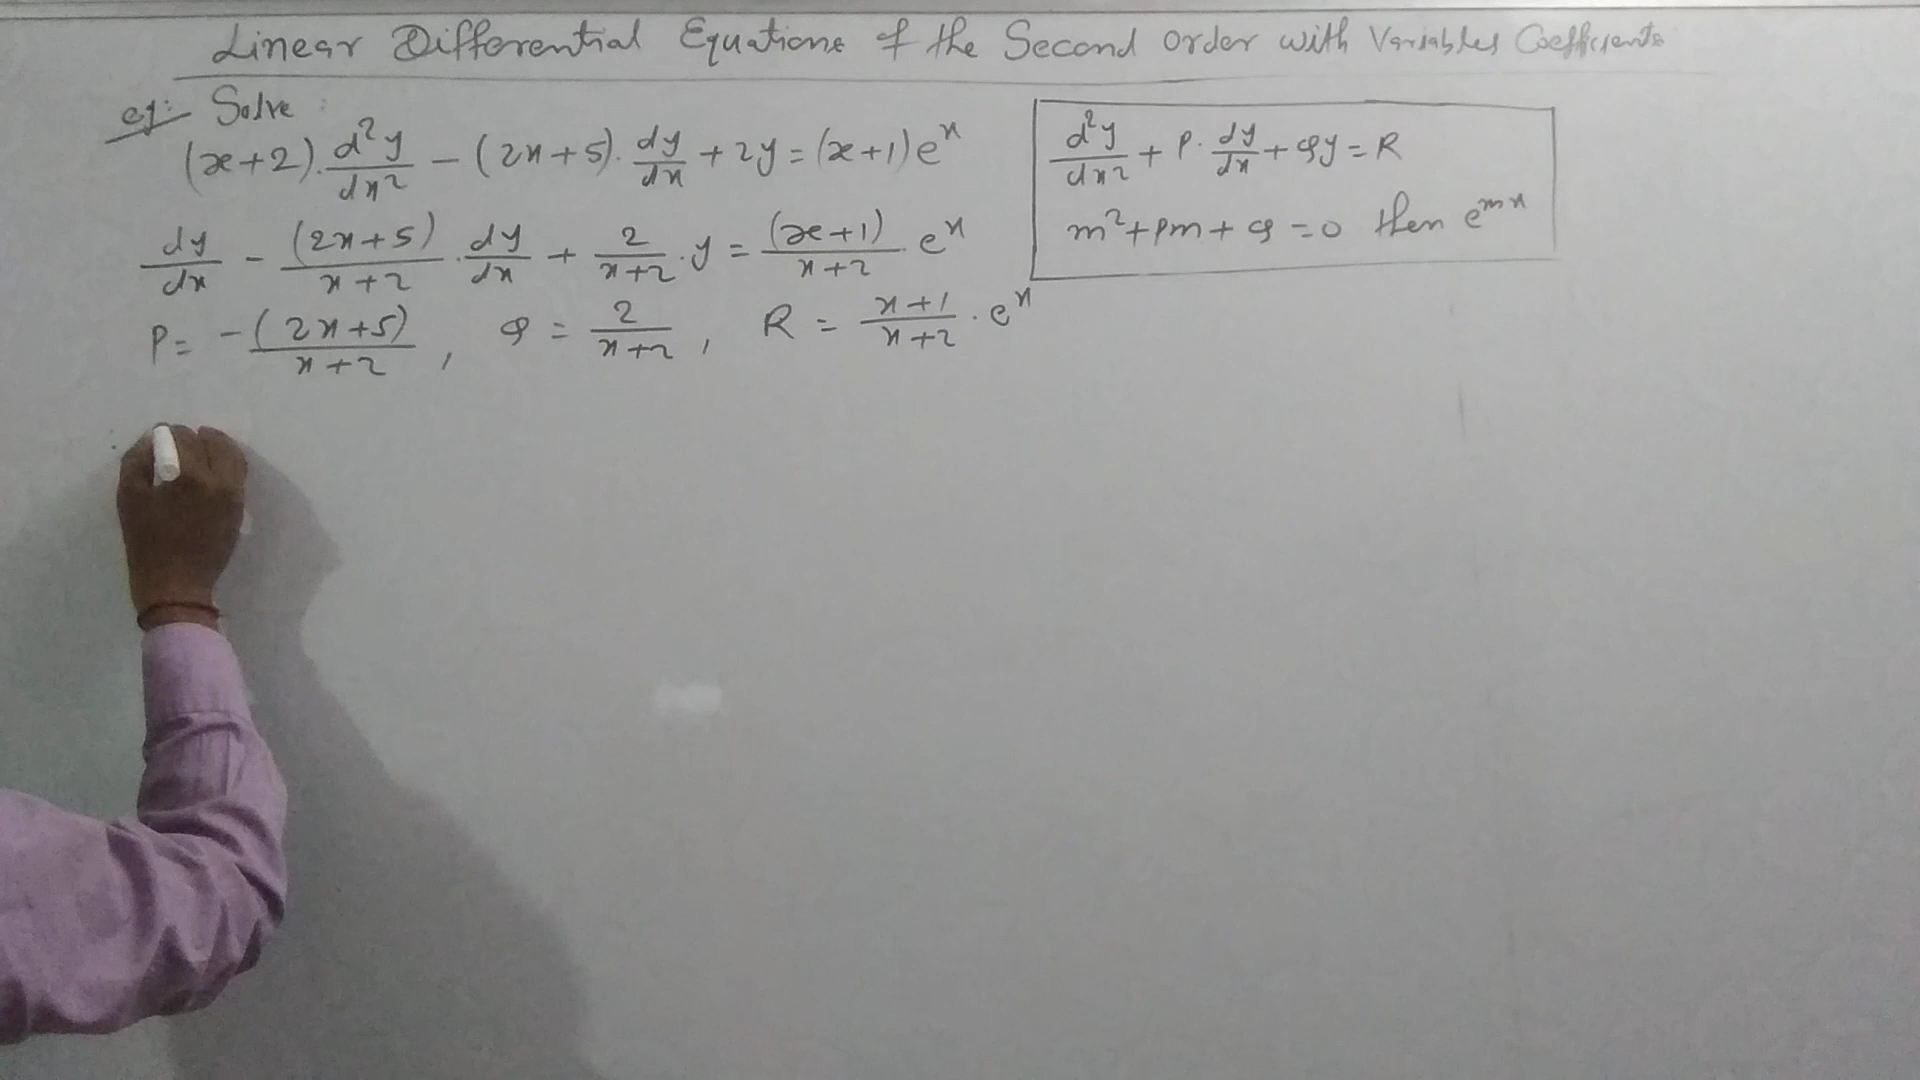 Linear Differential Equations of the Second Order with Variables Coefficients
eg:- Solve :
(x+2).d²y/dx² - (2x+5).dy/dx + 2y = (x+1)eˣ
dy/dx - (2x+5)/x+2 . dy/dx + 2/x+2 . y = (x+1)/x+2 . eˣ
P = -(2x+5)/x+2 , Q = 2/x+2 , R = x+1/x+2 . eˣ
d²y/dx² + P. dy/dx + Qy = R
m² + Pm + Q = 0 then eᵐˣ